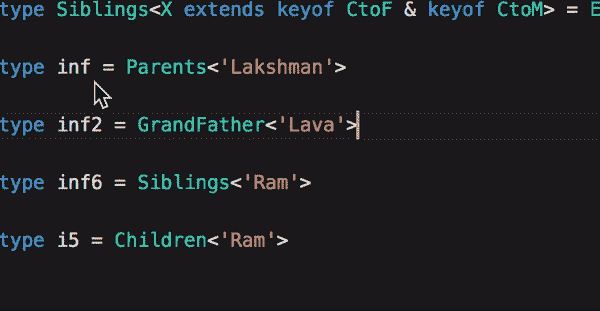 type Siblings<X extends keyof CtoF & keyof CtoM> = E
type inf = Parents<'Lakshman'>
type inf2 = GrandFather<'Lava'>
type inf6 = Siblings<'Ram'>
type i5 = Children<'Ram'>